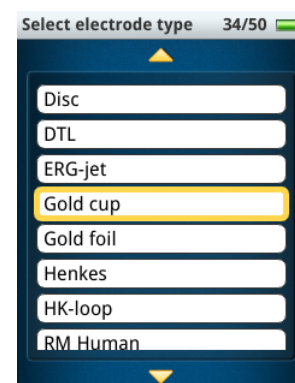 Select electrode type 34/50
Disc
DTL
ERG-jet
Gold cup
Gold foil
Henkes
HK-loop
RM Human